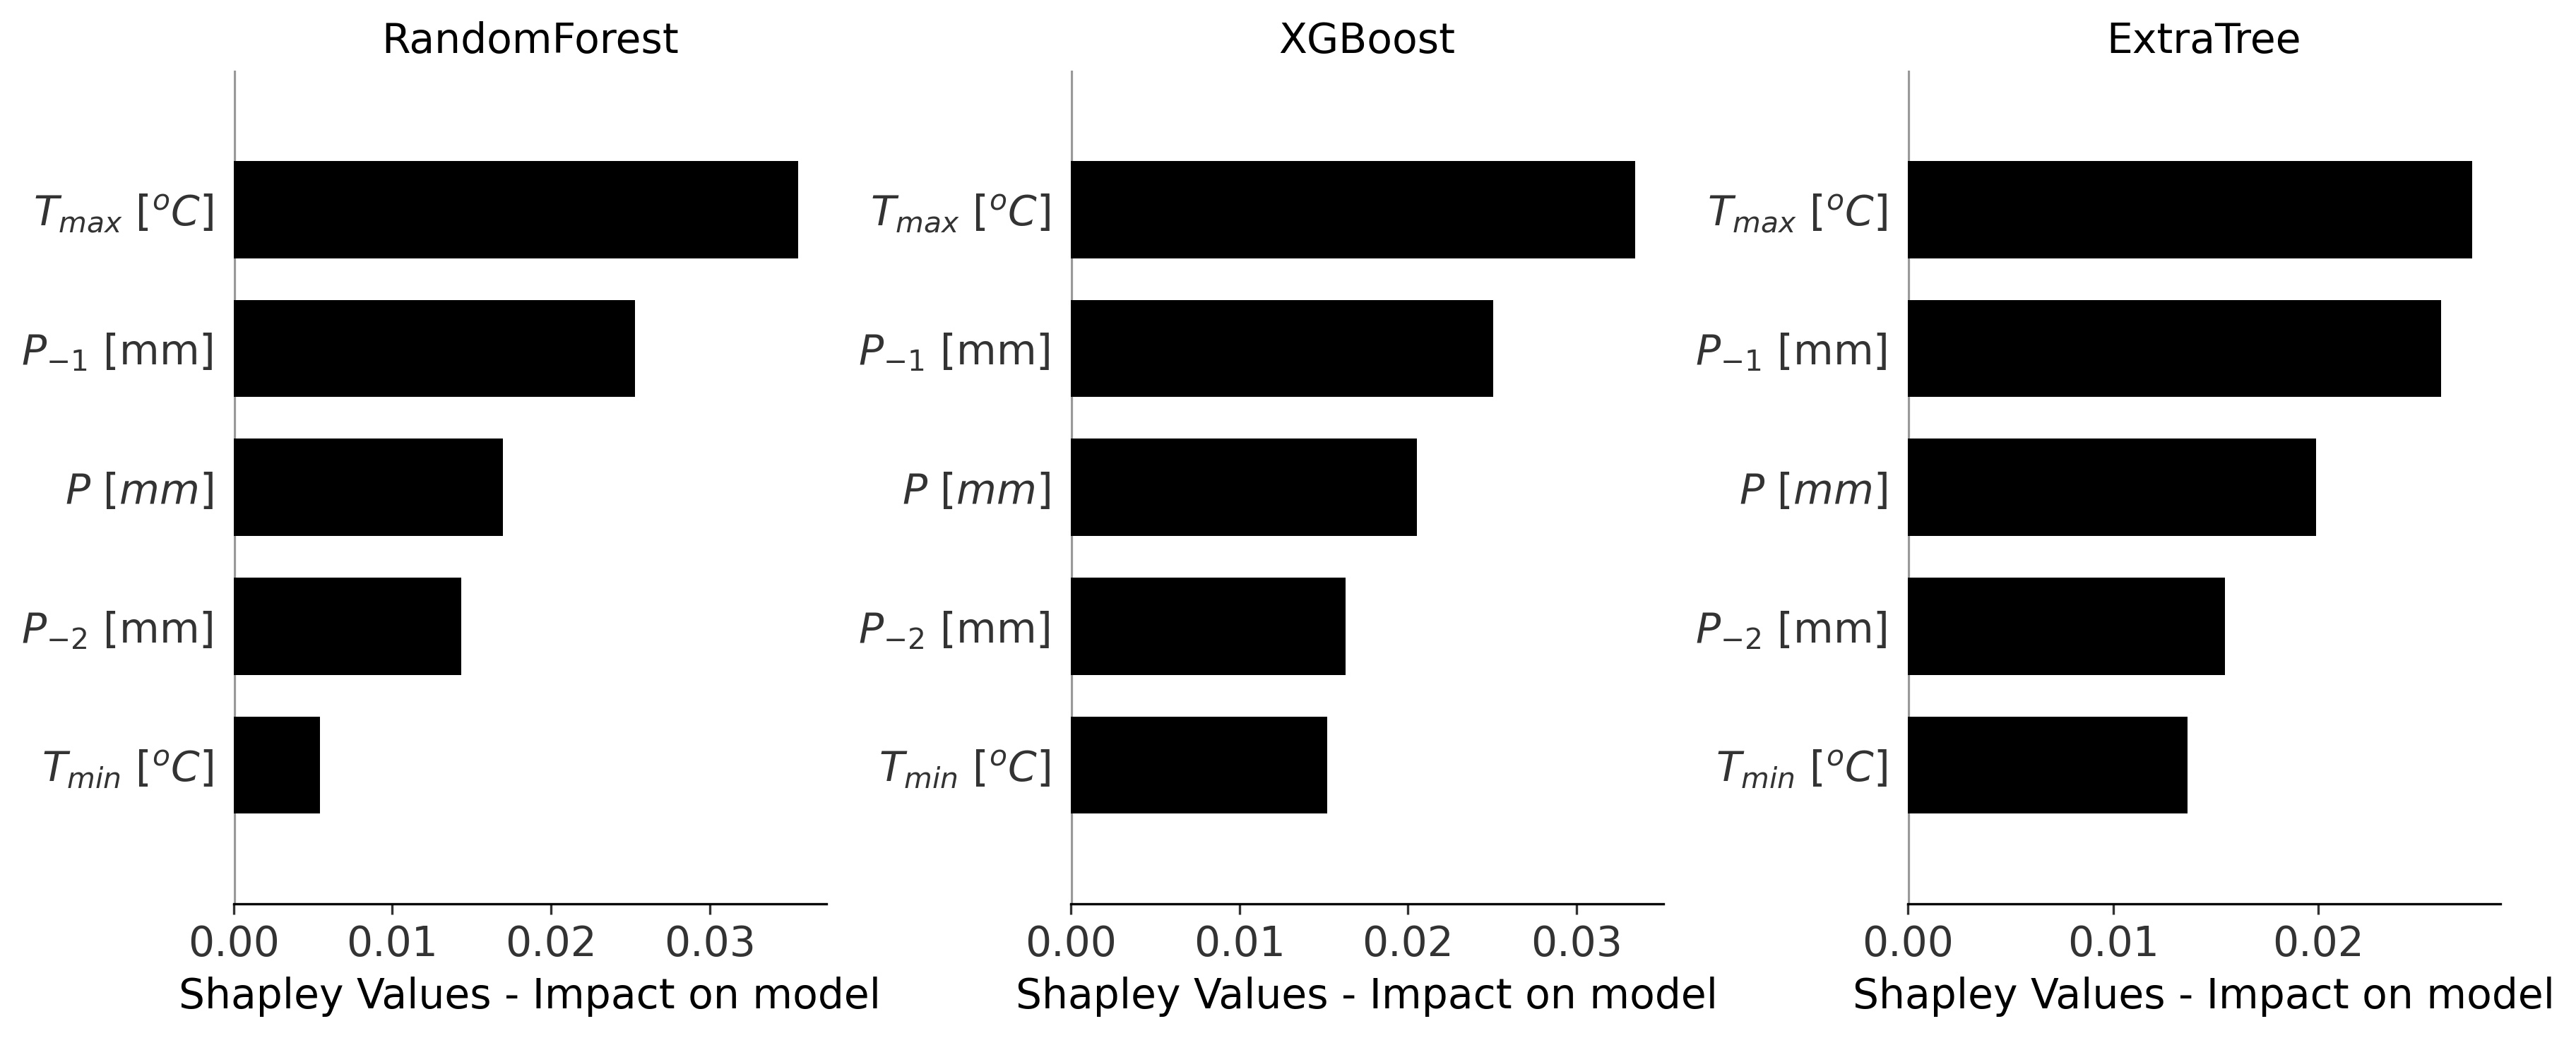 RandomForest
T_max [°C]
P_−1 [mm]
P [mm]
P_−2 [mm]
T_min [°C]
0.00 0.01 0.02 0.03
Shapley Values - Impact on model
XGBoost
T_max [°C]
P_−1 [mm]
P [mm]
P_−2 [mm]
T_min [°C]
0.00 0.01 0.02 0.03
Shapley Values - Impact on model
ExtraTree
T_max [°C]
P_−1 [mm]
P [mm]
P_−2 [mm]
T_min [°C]
0.00 0.01 0.02
Shapley Values - Impact on model